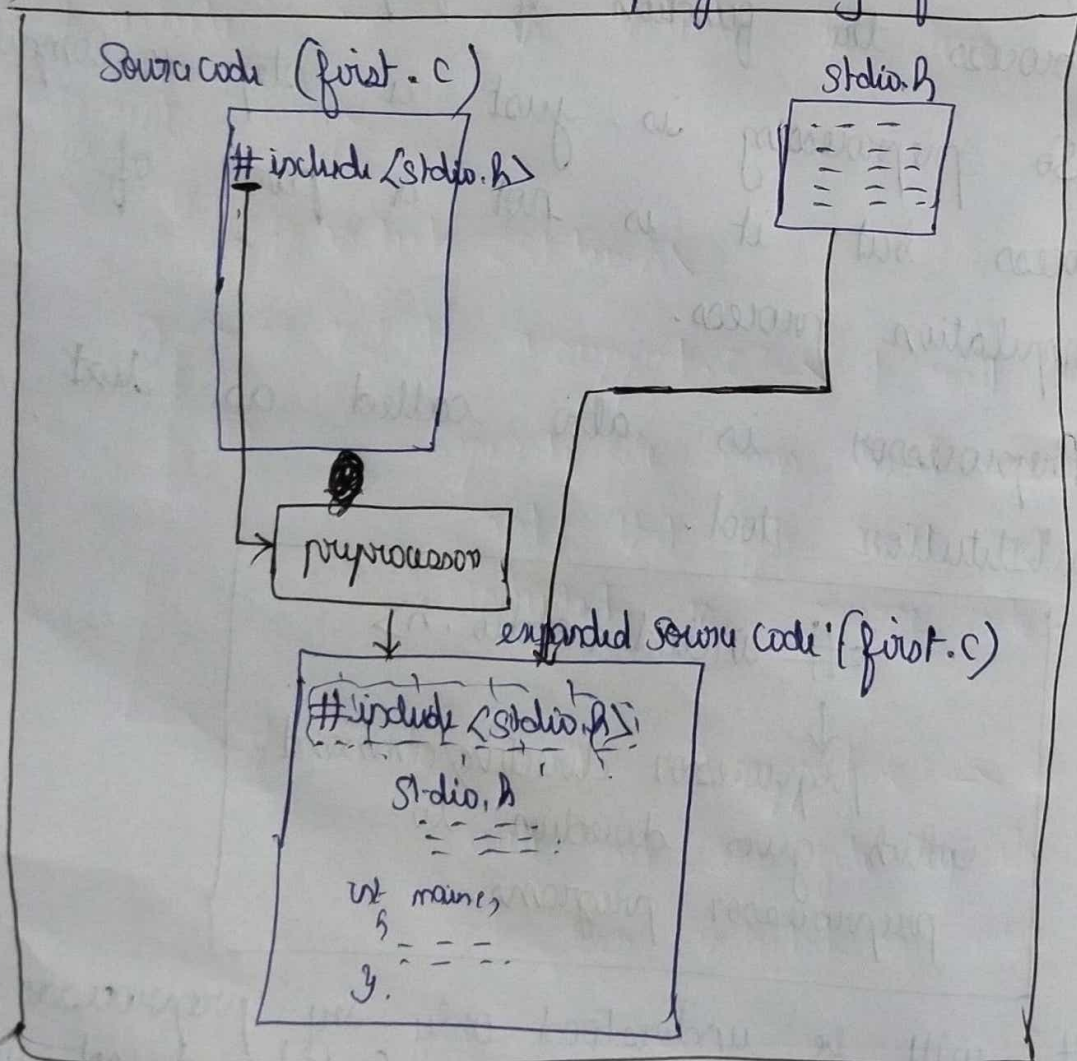 Source code (first.c)
stdio.h
#include <stdio.h>
preprocessor
expanded source code (first.c)
#include <stdio.h>
stdio.h
int main()
{
}